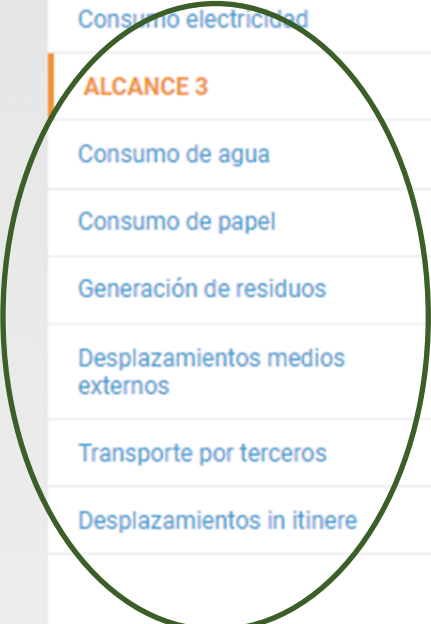 Consumo electricidad
ALCANCE 3
Consumo de agua
Consumo de papel
Generación de residuos
Desplazamientos medios
externos
Transporte por terceros
Desplazamientos in itinere